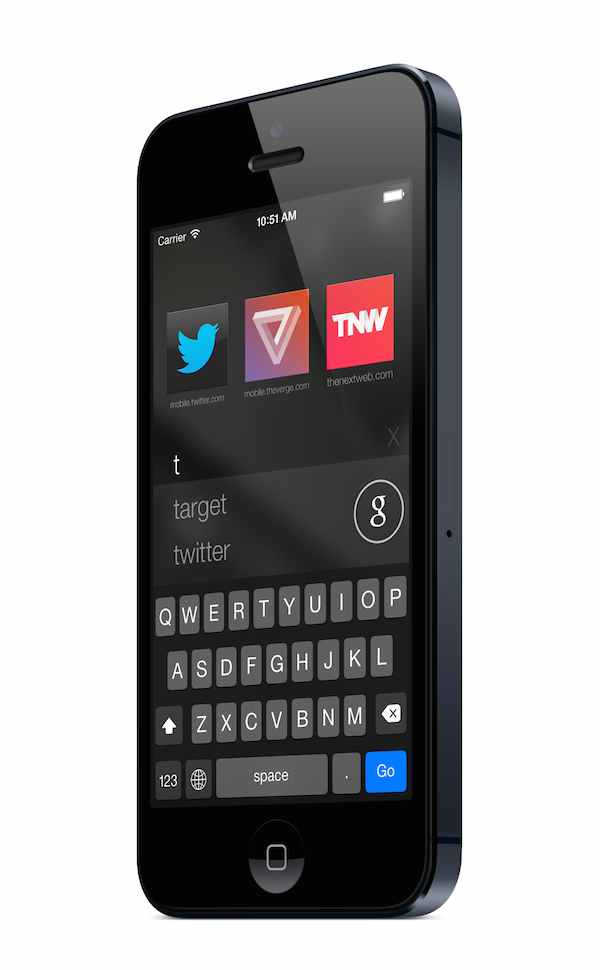 10:51 AM
Carrier
TNW
mobile.twitter.com
mobile.theverge.com
thenextweb.com
X
t
target
g
twitter
Q W E R T Y U I O P
A S D F G H J K L
Z X C V B N M
123 space . Go